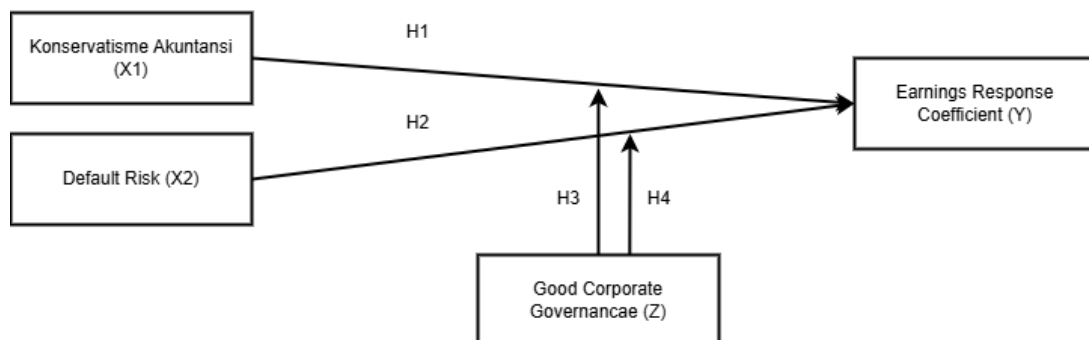 Konservatisme Akuntansi
(X1)
H1
Earnings Response
Coefficient (Y)
H2
Default Risk (X2)
H3
H4
Good Corporate
Governancae (Z)